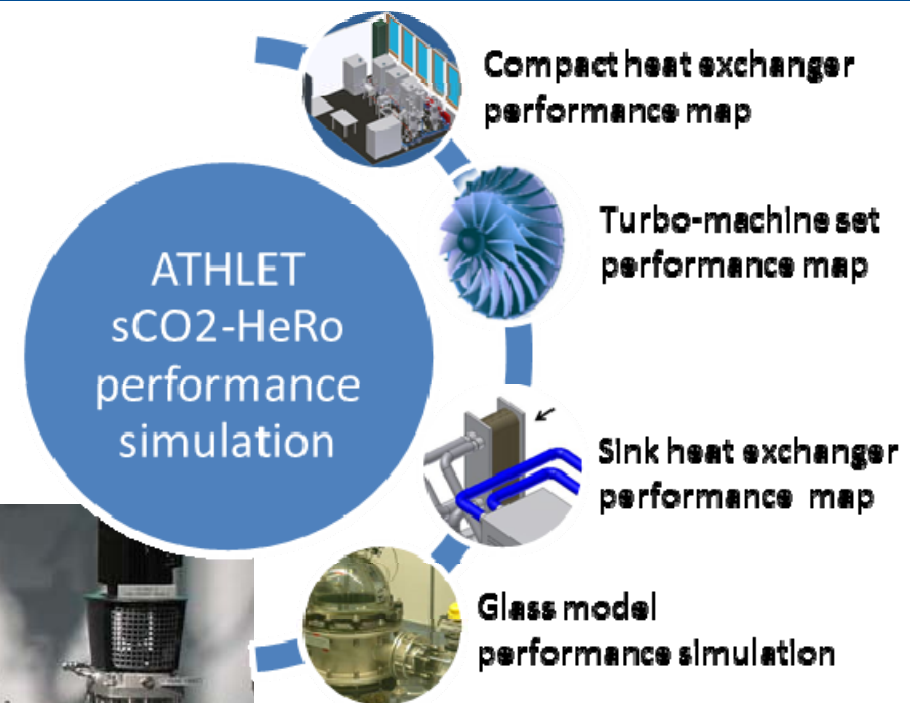 Compact heat exchanger
performance map
Turbo-machine set
performance map
ATHLET
sCO2-HeRo
performance
simulation
Sink heat exchanger
performance map
Glass model
performance simulation